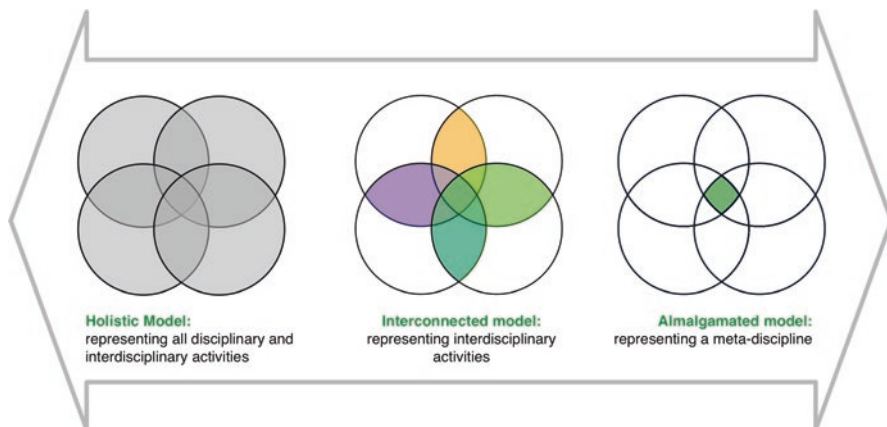 Holistic Model:
representing all disciplinary and
interdisciplinary activities
Interconnected model:
representing interdisciplinary
activities
Almalgamated model:
representing a meta-discipline